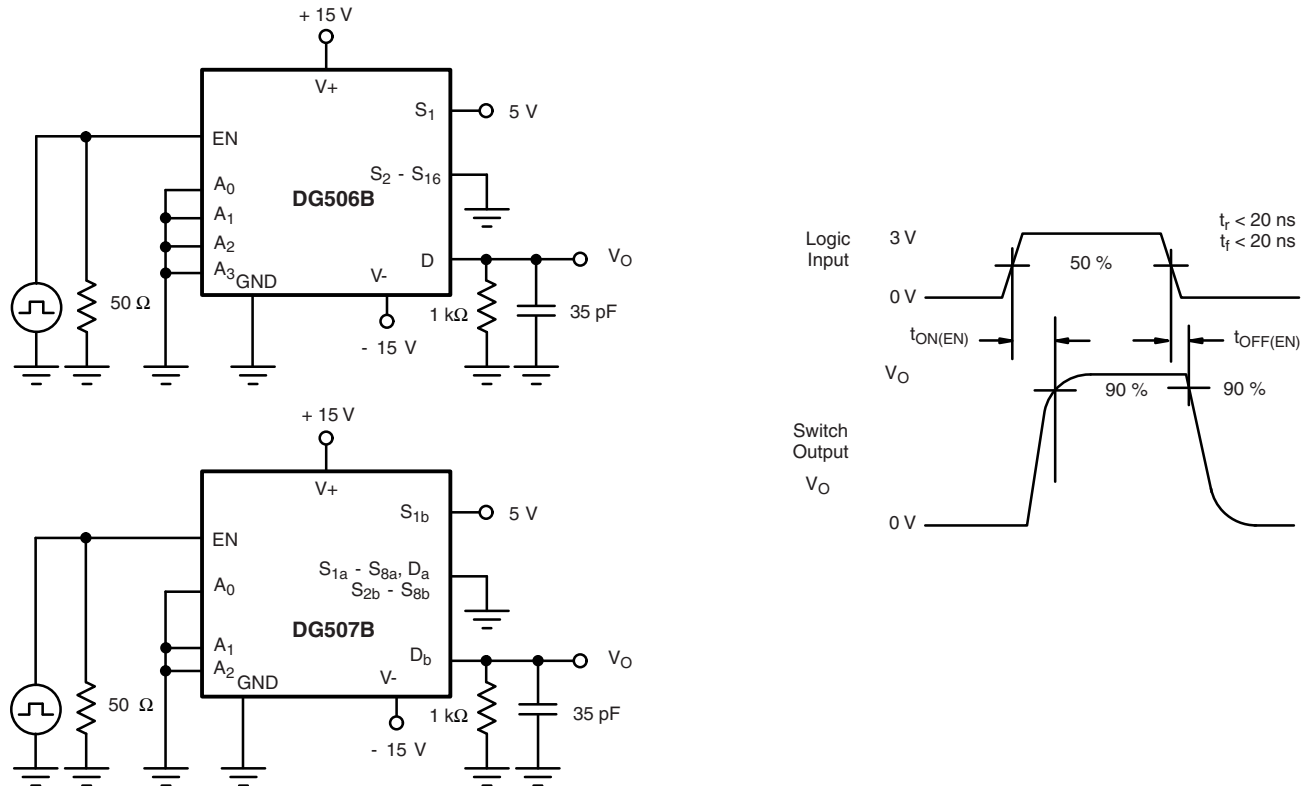 + 15 V
V+
S1
5 V
EN
S2 - S16
A0
DG506B
A1
A2
D
VO
A3
GND
V-
50 Ω
1 kΩ
35 pF
- 15 V
+ 15 V
V+
S1b
5 V
EN
S1a - S8a, Da
S2b - S8b
A0
DG507B
A1
Db
VO
A2
GND
V-
50 Ω
1 kΩ
35 pF
- 15 V
Logic
Input
3 V
50 %
tr < 20 ns
tf < 20 ns
0 V
tON(EN)
tOFF(EN)
VO
90 %
90 %
Switch
Output
VO
0 V